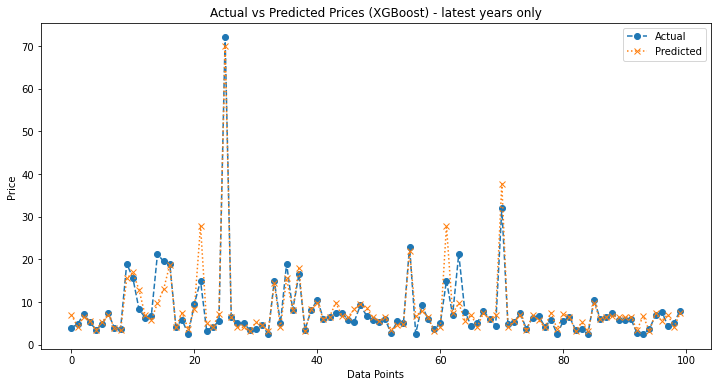 Actual vs Predicted Prices (XGBoost) - latest years only
Actual
Predicted
70
60
50
40
30
20
10
0
Price
0 20 40 60 80 100
Data Points